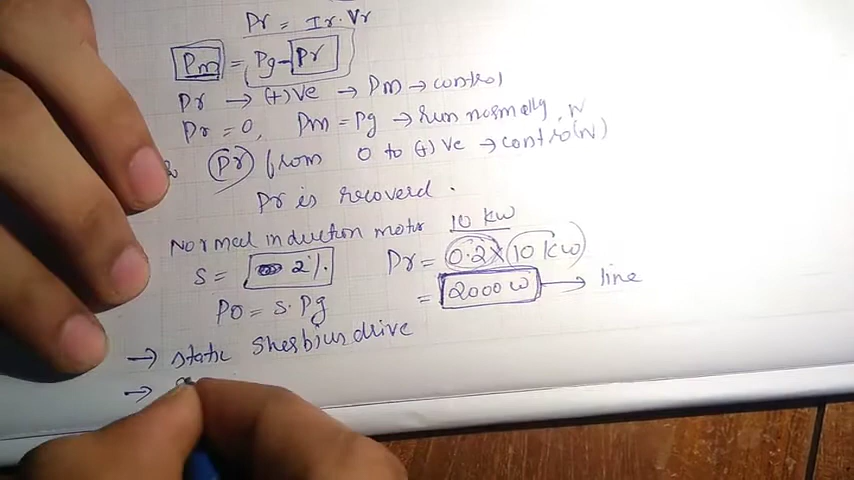 Pr = Ir. Vr
Pm = Pg - Pr
Pr → (+)ve → Pm → control
Pr = 0, Pm = Pg → run normally, N
Pr from 0 to (+)ve → control(N)
Pr is recoverd.
Normal induction motor 10 kw
S = 2%. Pr = 0.2 x 10 kw
Po = S. Pg = 2000 w → line
→ static Sherbius drive
→